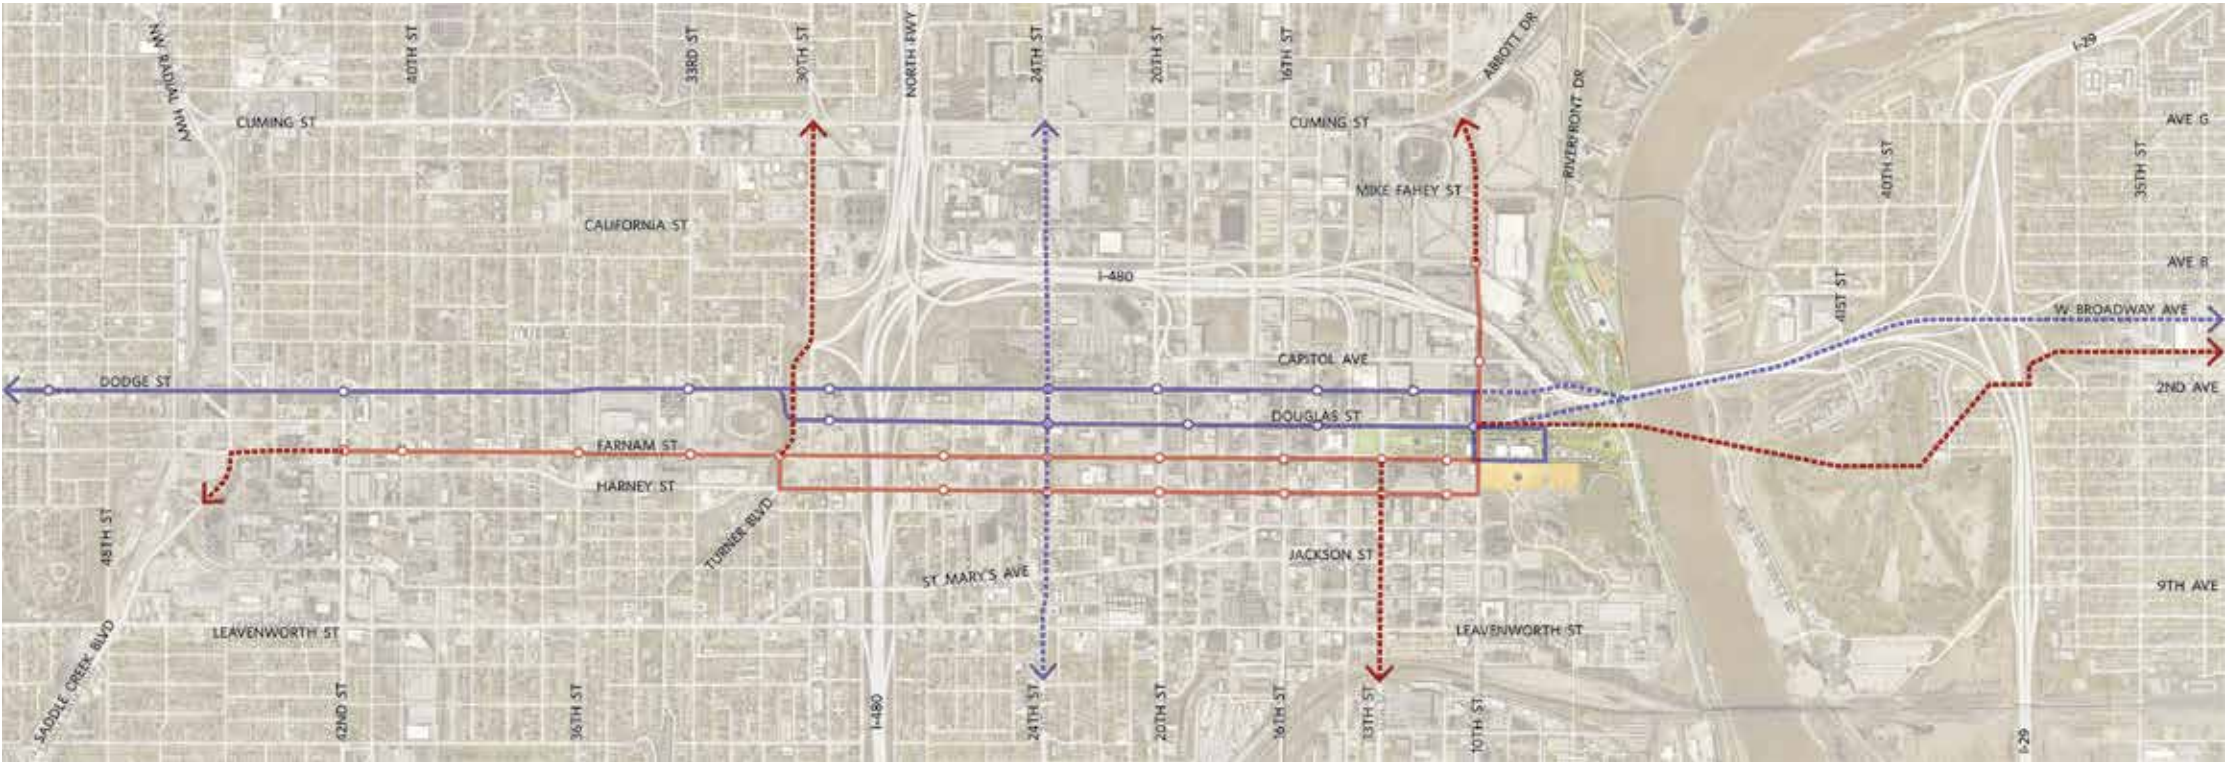 NW RADIAL HWY
40TH ST
33RD ST
30TH ST
NORTH FWY
24TH ST
20TH ST
16TH ST
ABBOTT DR
RIVERFRONT DR
I-29
CUMING ST
CUMING ST
AVE G
40TH ST
35TH ST
MIKE FAHEY ST
CALIFORNIA ST
AVE B
I-480
41ST ST
W BROADWAY AVE
CAPITOL AVE
DODGE ST
2ND AVE
DOUGLAS ST
FARNAM ST
HARNEY ST
48TH ST
TURNER BLVD
JACKSON ST
ST MARY'S AVE
9TH AVE
LEAVENWORTH ST
LEAVENWORTH ST
SADDLE CREEK BLVD
42ND ST
36TH ST
I-480
24TH ST
20TH ST
16TH ST
13TH ST
10TH ST
I-29